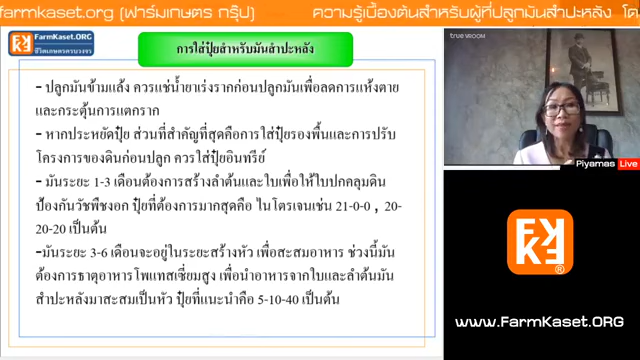 farmkaset.org (ฟาร์มเกษตร กรุ๊ป) ความรู้เบื้องต้นสำหรับผู้ที่ปลูกมันสำปะหลัง โด
FK
FarmKaset.ORG
ชีวิตเกษตรครบวงจร
การใส่ปุ๋ยสำหรับมันสำปะหลัง
true VROOM
- ปลูกมันข้ามแล้ง ควรแช่น้ำยาเร่งรากก่อนปลูกมันเพื่อลดการแห้งตาย
และกระตุ้นการแตกราก
- หากประหยัดปุ๋ย ส่วนที่สำคัญที่สุดคือการใส่ปุ๋ยรองพื้นและการปรับ
โครงการของดินก่อนปลูก ควรใส่ปุ๋ยอินทรีย์
- มันระยะ 1-3 เดือนต้องการสร้างลำต้นและใบเพื่อให้ใบปกคลุมดิน
ป้องกันวัชพืชงอก ปุ๋ยที่ต้องการมากสุดคือ ไนโตรเจนเช่น 21-0-0 , 20-
20-20 เป็นต้น
-มันระยะ 3-6 เดือนจะอยู่ในระยะสร้างหัว เพื่อสะสมอาหาร ช่วงนี้มัน
ต้องการธาตุอาหารโพแทสเซี่ยมสูง เพื่อนำอาหารจากใบและลำต้นมัน
สำปะหลังมาสะสมเป็นหัว ปุ๋ยที่แนะนำคือ 5-10-40 เป็นต้น
Piyamas Live
FK
FK
®
www.FarmKaset.ORG